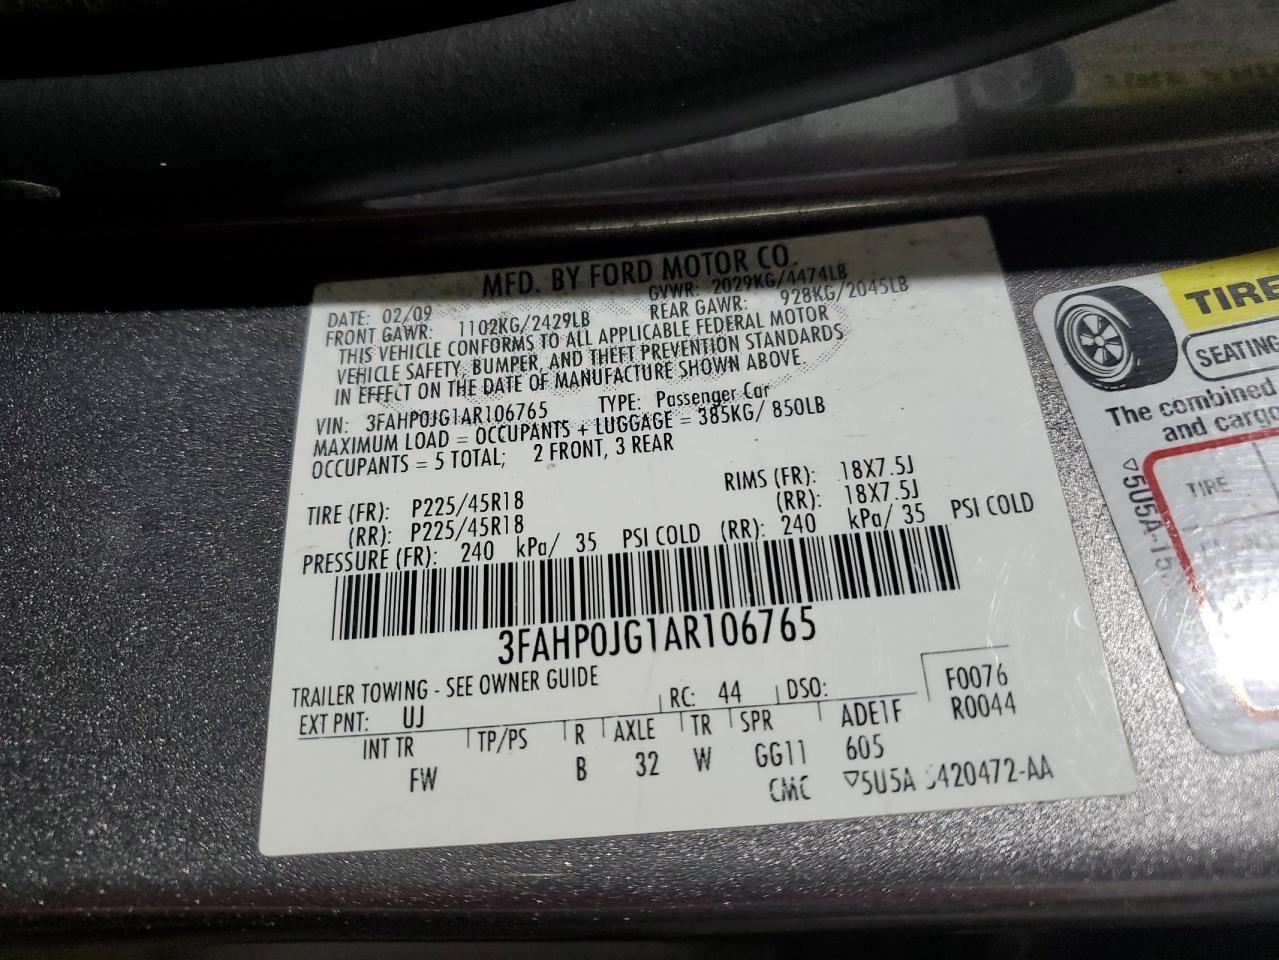 MFD. BY FORD MOTOR CO.
DATE: 02/09 GVWR: 2029KG/4474LB
FRONT GAWR: 1102KG/2429LB REAR GAWR: 928KG/2045LB
THIS VEHICLE CONFORMS TO ALL APPLICABLE FEDERAL MOTOR
VEHICLE SAFETY, BUMPER, AND THEFT PREVENTION STANDARDS
IN EFFECT ON THE DATE OF MANUFACTURE SHOWN ABOVE.
VIN: 3FAHP0JG1AR106765 TYPE: Passenger Car
MAXIMUM LOAD = OCCUPANTS + LUGGAGE = 385KG/ 850LB
OCCUPANTS = 5 TOTAL; 2 FRONT, 3 REAR
TIRE (FR): P225/45R18 RIMS (FR): 18X7.5J
(RR): P225/45R18 (RR): 18X7.5J
PRESSURE (FR): 240 kPa/ 35 PSI COLD (RR): 240 kPa/ 35 PSI COLD
3FAHP0JG1AR106765
TRAILER TOWING - SEE OWNER GUIDE
EXT PNT: UJ RC: 44 DSO: F0076
INT TR TP/PS R AXLE TR SPR ADE1F R0044
FW B 32 W GG11 605
CMC ▽5U5A 420472-AA
TIRE
SEATING
The combined
and cargo
TIRE
▽5U5A-15